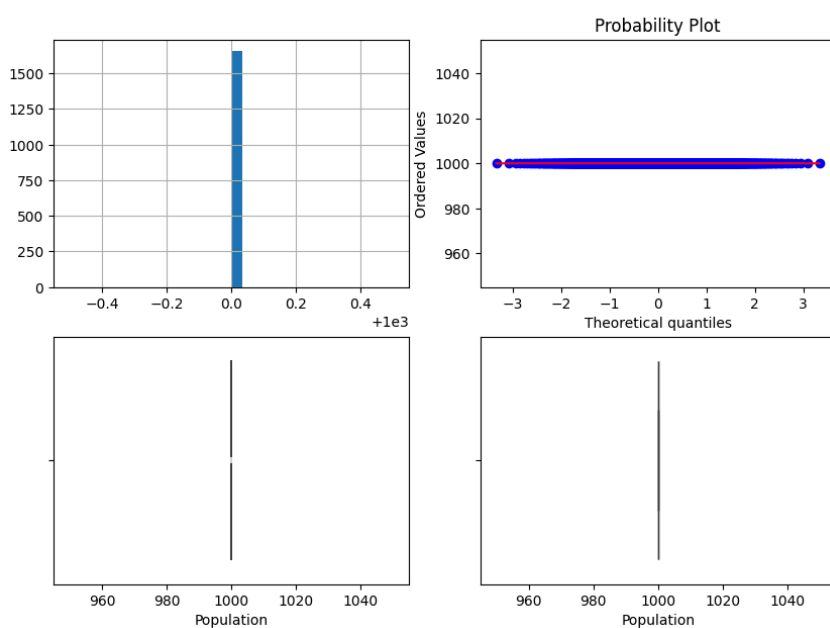 Probability Plot
1500
1250
1000
750
500
250
0
−0.4 −0.2 0.0 0.2 0.4
+1e3
Ordered Values
1040
1020
1000
980
960
−3 −2 −1 0 1 2 3
Theoretical quantiles
960 980 1000 1020 1040
Population
960 980 1000 1020 1040
Population